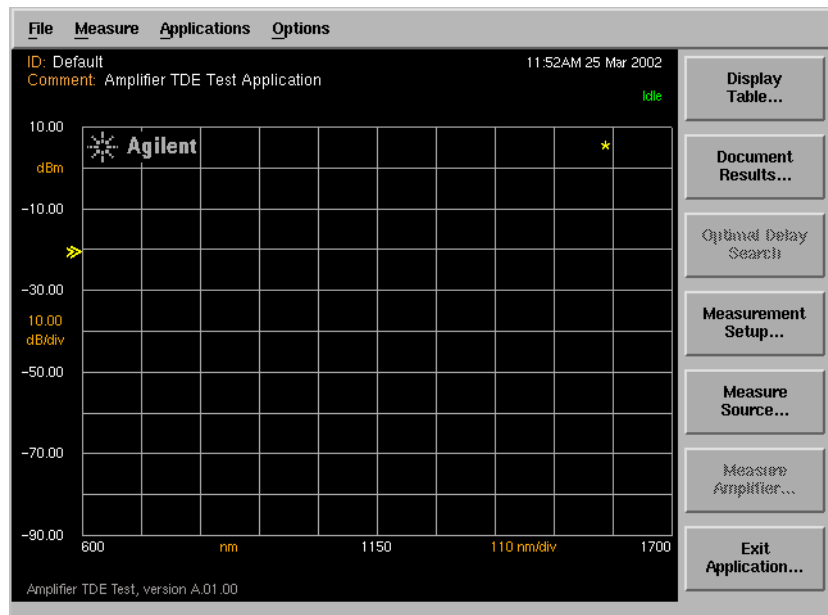 File Measure Applications Options
ID: Default
11:52AM 25 Mar 2002
Comment: Amplifier TDE Test Application
Idle
10.00
Agilent
*
dBm
-10.00
-30.00
10.00
dB/div
-50.00
-70.00
-90.00
600 nm 1150 110 nm/div 1700
Amplifier TDE Test, version A.01.00
Display
Table...
Document
Results...
Optimal Delay
Search
Measurement
Setup...
Measure
Source...
Measure
Amplifier...
Exit
Application...